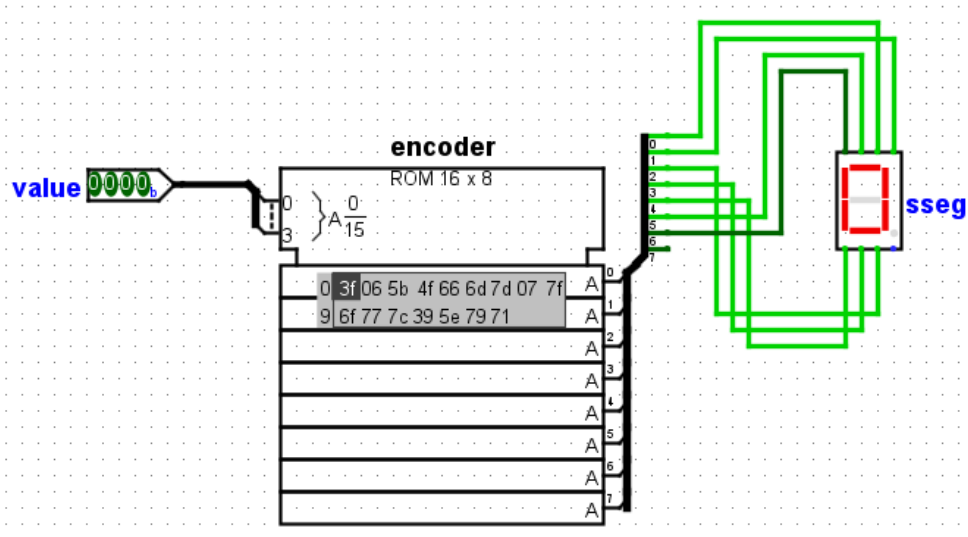 encoder
ROM 16 x 8
value 0000b
0
3
A 0
15
sseg
0
1
2
3
4
5
6
7
0 3f 06 5b 4f 66 6d 7d 07 7f
9 6f 77 7c 39 5e 79 71
A 0
A 1
A 2
A 3
A 4
A 5
A 6
A 7